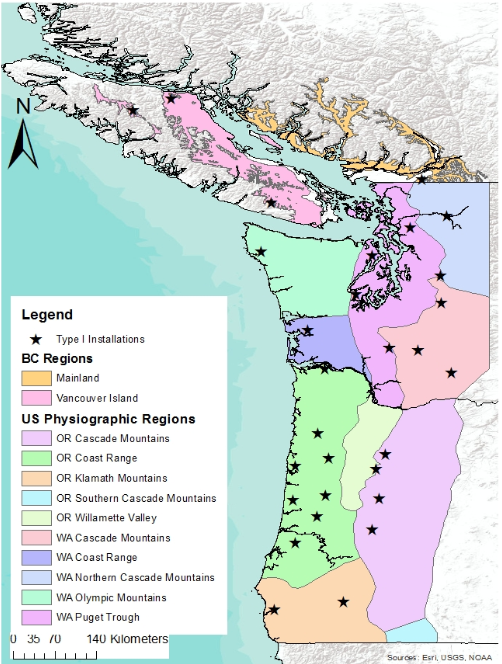 N
Legend
Type I Installations
BC Regions
Mainland
Vancouver Island
US Physiographic Regions
OR Cascade Mountains
OR Coast Range
OR Klamath Mountains
OR Southern Cascade Mountains
OR Willamette Valley
WA Cascade Mountains
WA Coast Range
WA Northern Cascade Mountains
WA Olympic Mountains
WA Puget Trough
0 35 70 140 Kilometers
Sources: Esri, USGS, NOAA